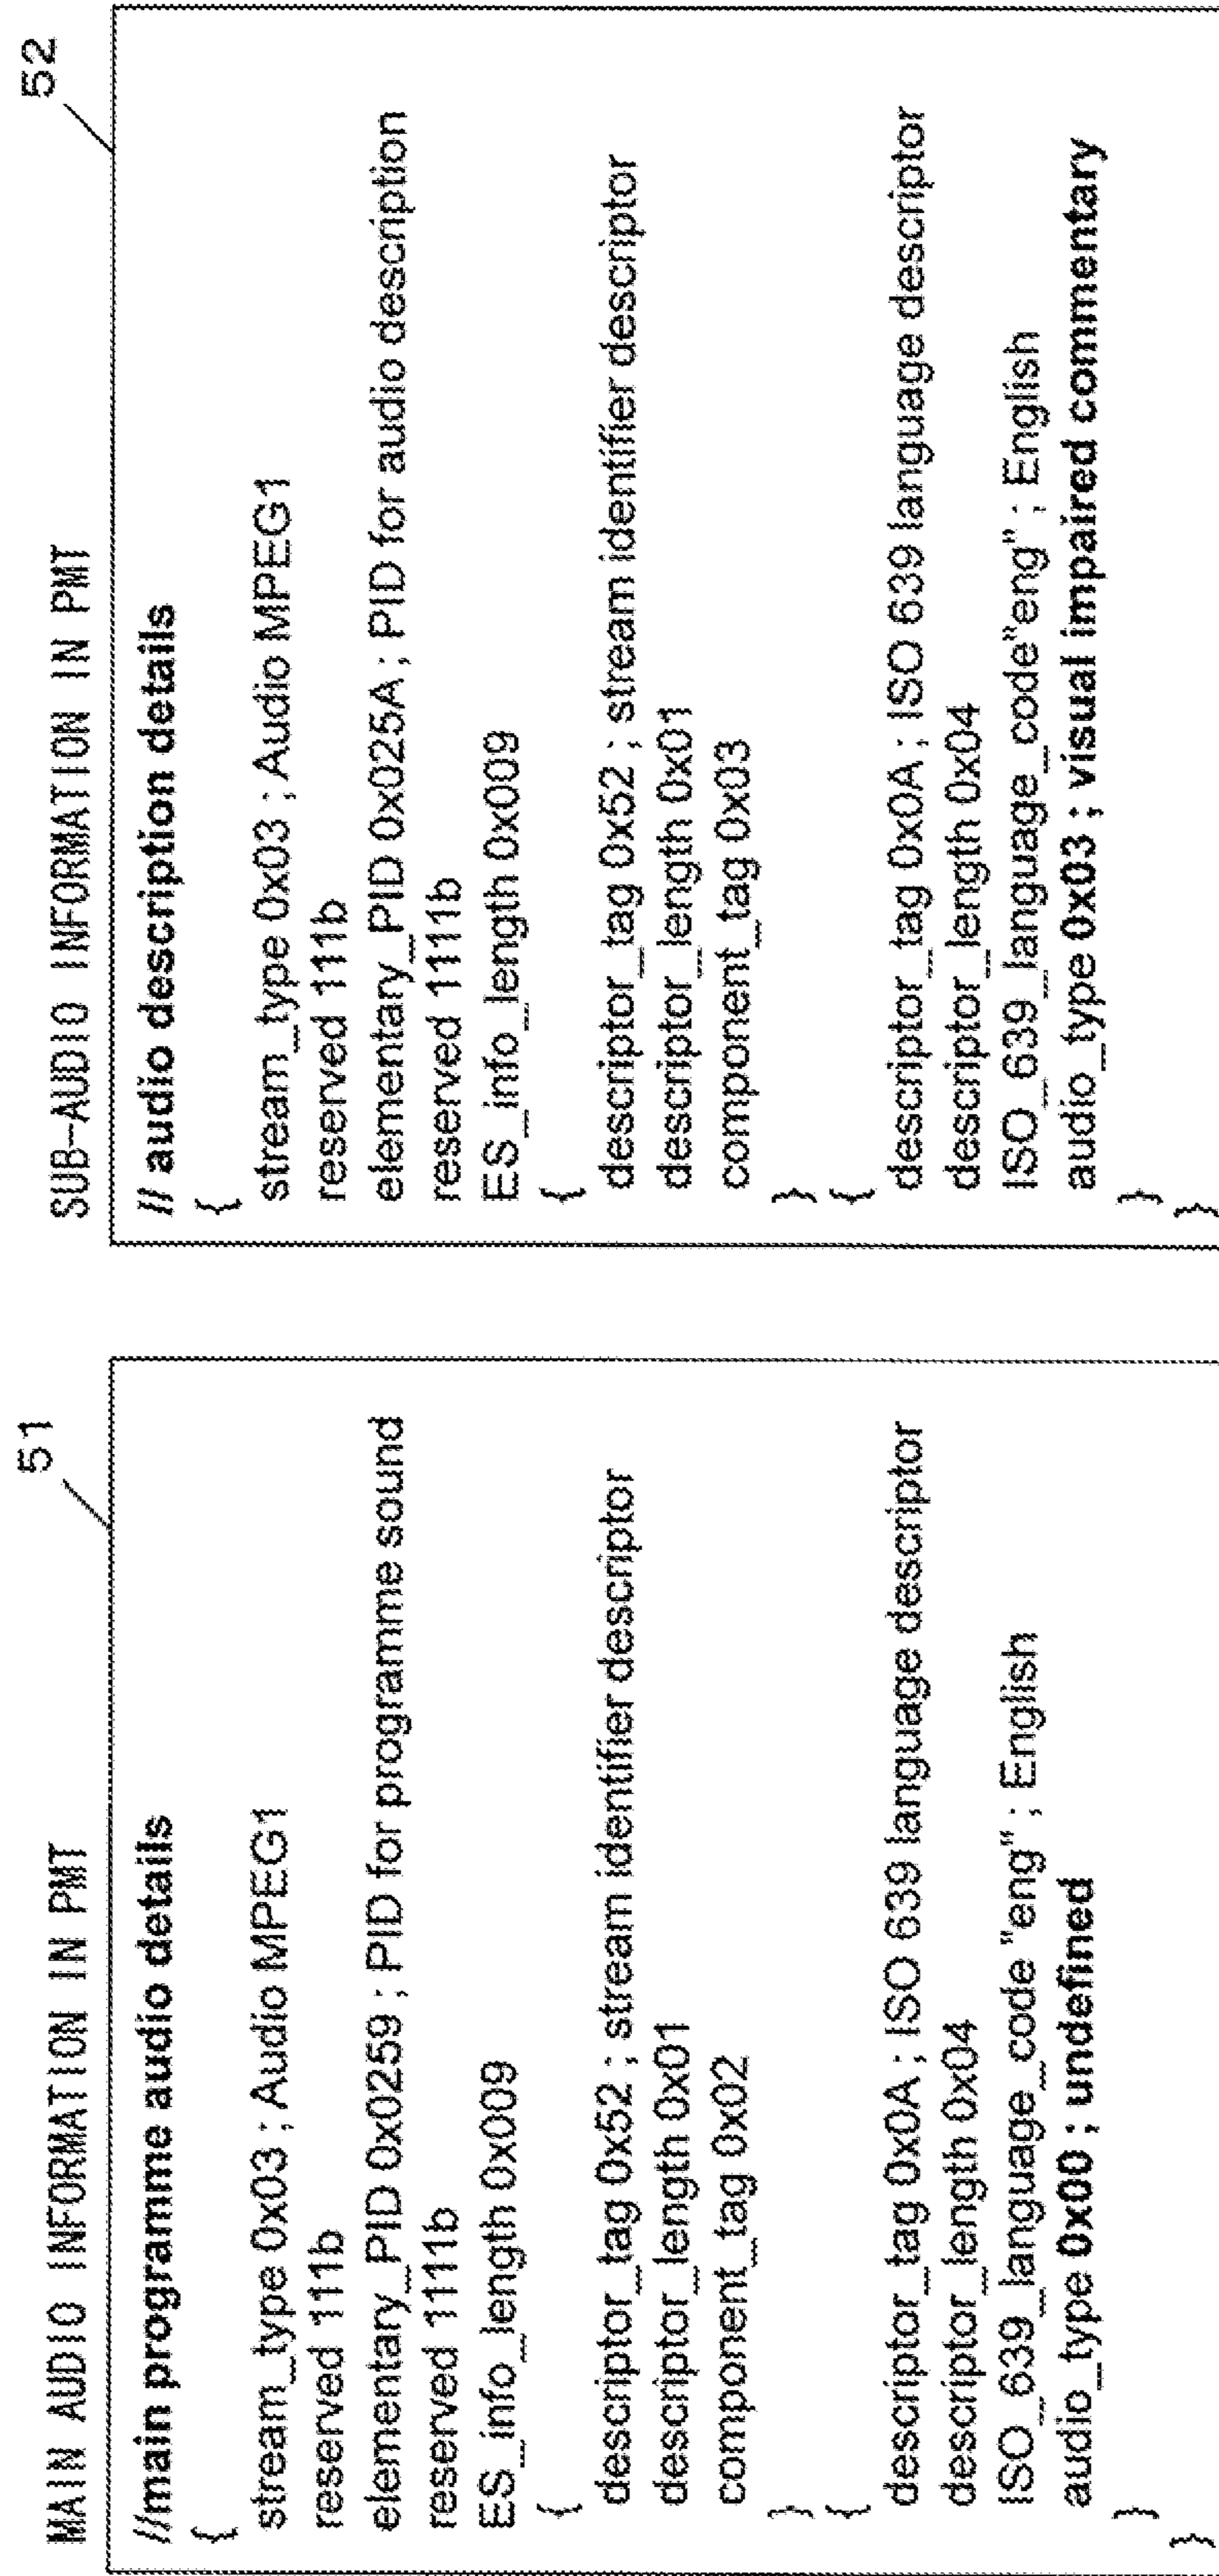 MAIN AUDIO INFORMATION IN PMT
51
//main programme audio details
{
stream_type 0x03 ; Audio MPEG1
reserved 111b
elementary_PID 0x0259 ; PID for programme sound
reserved 1111b
ES_info_length 0x009
{
descriptor_tag 0x52 ; stream identifier descriptor
descriptor_length 0x01
component_tag 0x02
}
{
descriptor_tag 0x0A ; ISO 639 language descriptor
descriptor_length 0x04
ISO_639_language_code "eng" ; English
audio_type 0x00 ; undefined
}
}
SUB-AUDIO INFORMATION IN PMT
52
// audio description details
{
stream_type 0x03 ; Audio MPEG1
reserved 111b
elementary_PID 0x025A ; PID for audio description
reserved 1111b
ES_info_length 0x009
{
descriptor_tag 0x52 ; stream identifier descriptor
descriptor_length 0x01
component_tag 0x03
}
{
descriptor_tag 0x0A ; ISO 639 language descriptor
descriptor_length 0x04
ISO_639_language_code"eng" ; English
audio_type 0x03 ; visual impaired commentary
}
}